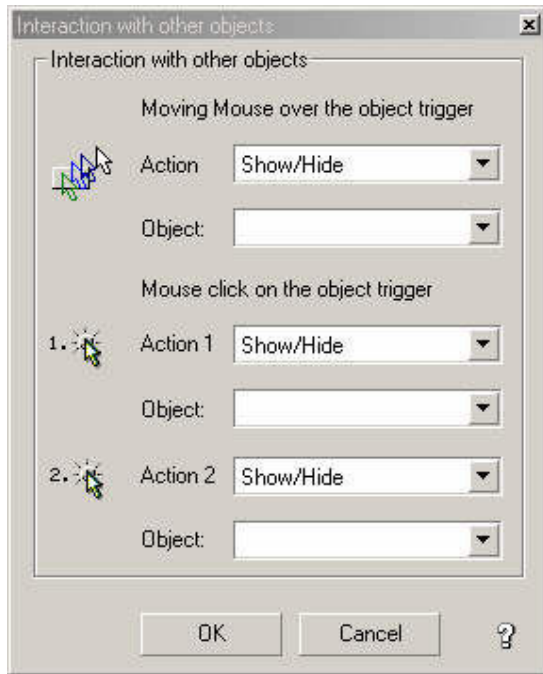 Interaction with other objects
Interaction with other objects
Moving Mouse over the object trigger
Action Show/Hide
Object:
Mouse click on the object trigger
1. Action 1 Show/Hide
Object:
2. Action 2 Show/Hide
Object:
OK Cancel ?